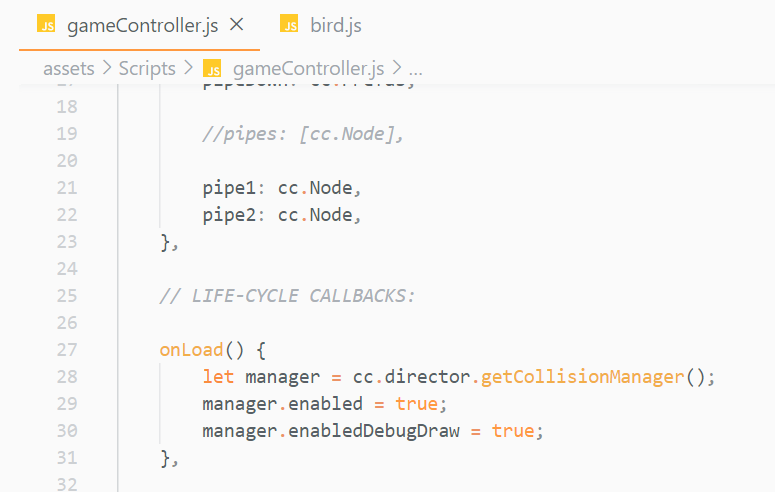 JS gameController.js × JS bird.js
assets > Scripts > JS gameController.js > ...
18
19 //pipes: [cc.Node],
20
21 pipe1: cc.Node,
22 pipe2: cc.Node,
23 },
24
25 // LIFE-CYCLE CALLBACKS:
26
27 onLoad() {
28 let manager = cc.director.getCollisionManager();
29 manager.enabled = true;
30 manager.enabledDebugDraw = true;
31 },
32